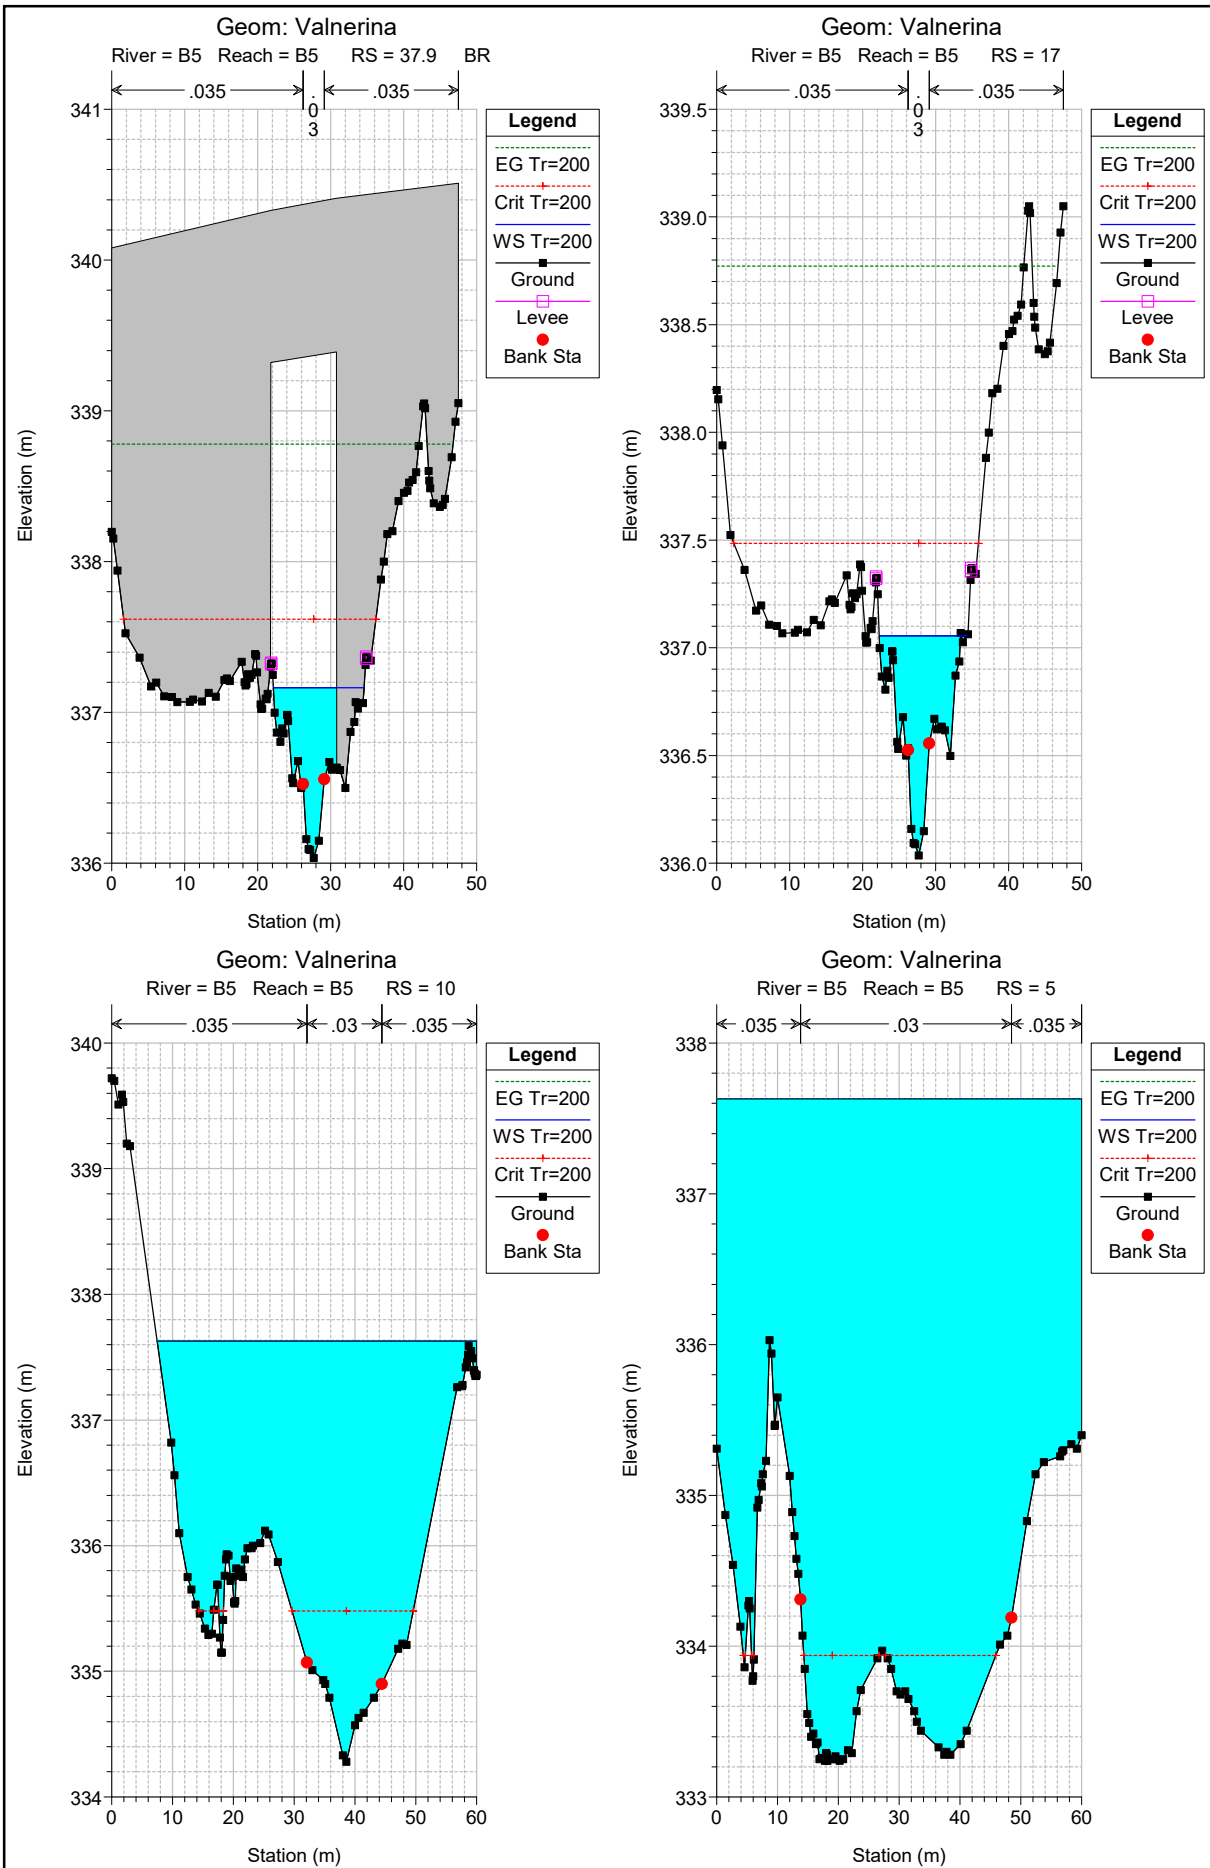 Geom: Valnerina
River = B5 Reach = B5 RS = 37.9 BR
.035
.03
.035
Elevation (m)
341
340
339
338
337
336
0 10 20 30 40 50
Station (m)
Legend
EG Tr=200
Crit Tr=200
WS Tr=200
Ground
Levee
Bank Sta
Geom: Valnerina
River = B5 Reach = B5 RS = 17
.035
.03
.035
Elevation (m)
339.5
339.0
338.5
338.0
337.5
337.0
336.5
336.0
0 10 20 30 40 50
Station (m)
Legend
EG Tr=200
Crit Tr=200
WS Tr=200
Ground
Levee
Bank Sta
Geom: Valnerina
River = B5 Reach = B5 RS = 10
.035 .03 .035
Elevation (m)
340
339
338
337
336
335
334
0 10 20 30 40 50 60
Station (m)
Legend
EG Tr=200
WS Tr=200
Crit Tr=200
Ground
Bank Sta
Geom: Valnerina
River = B5 Reach = B5 RS = 5
.035 .03 .035
Elevation (m)
338
337
336
335
334
333
0 10 20 30 40 50 60
Station (m)
Legend
EG Tr=200
WS Tr=200
Crit Tr=200
Ground
Bank Sta